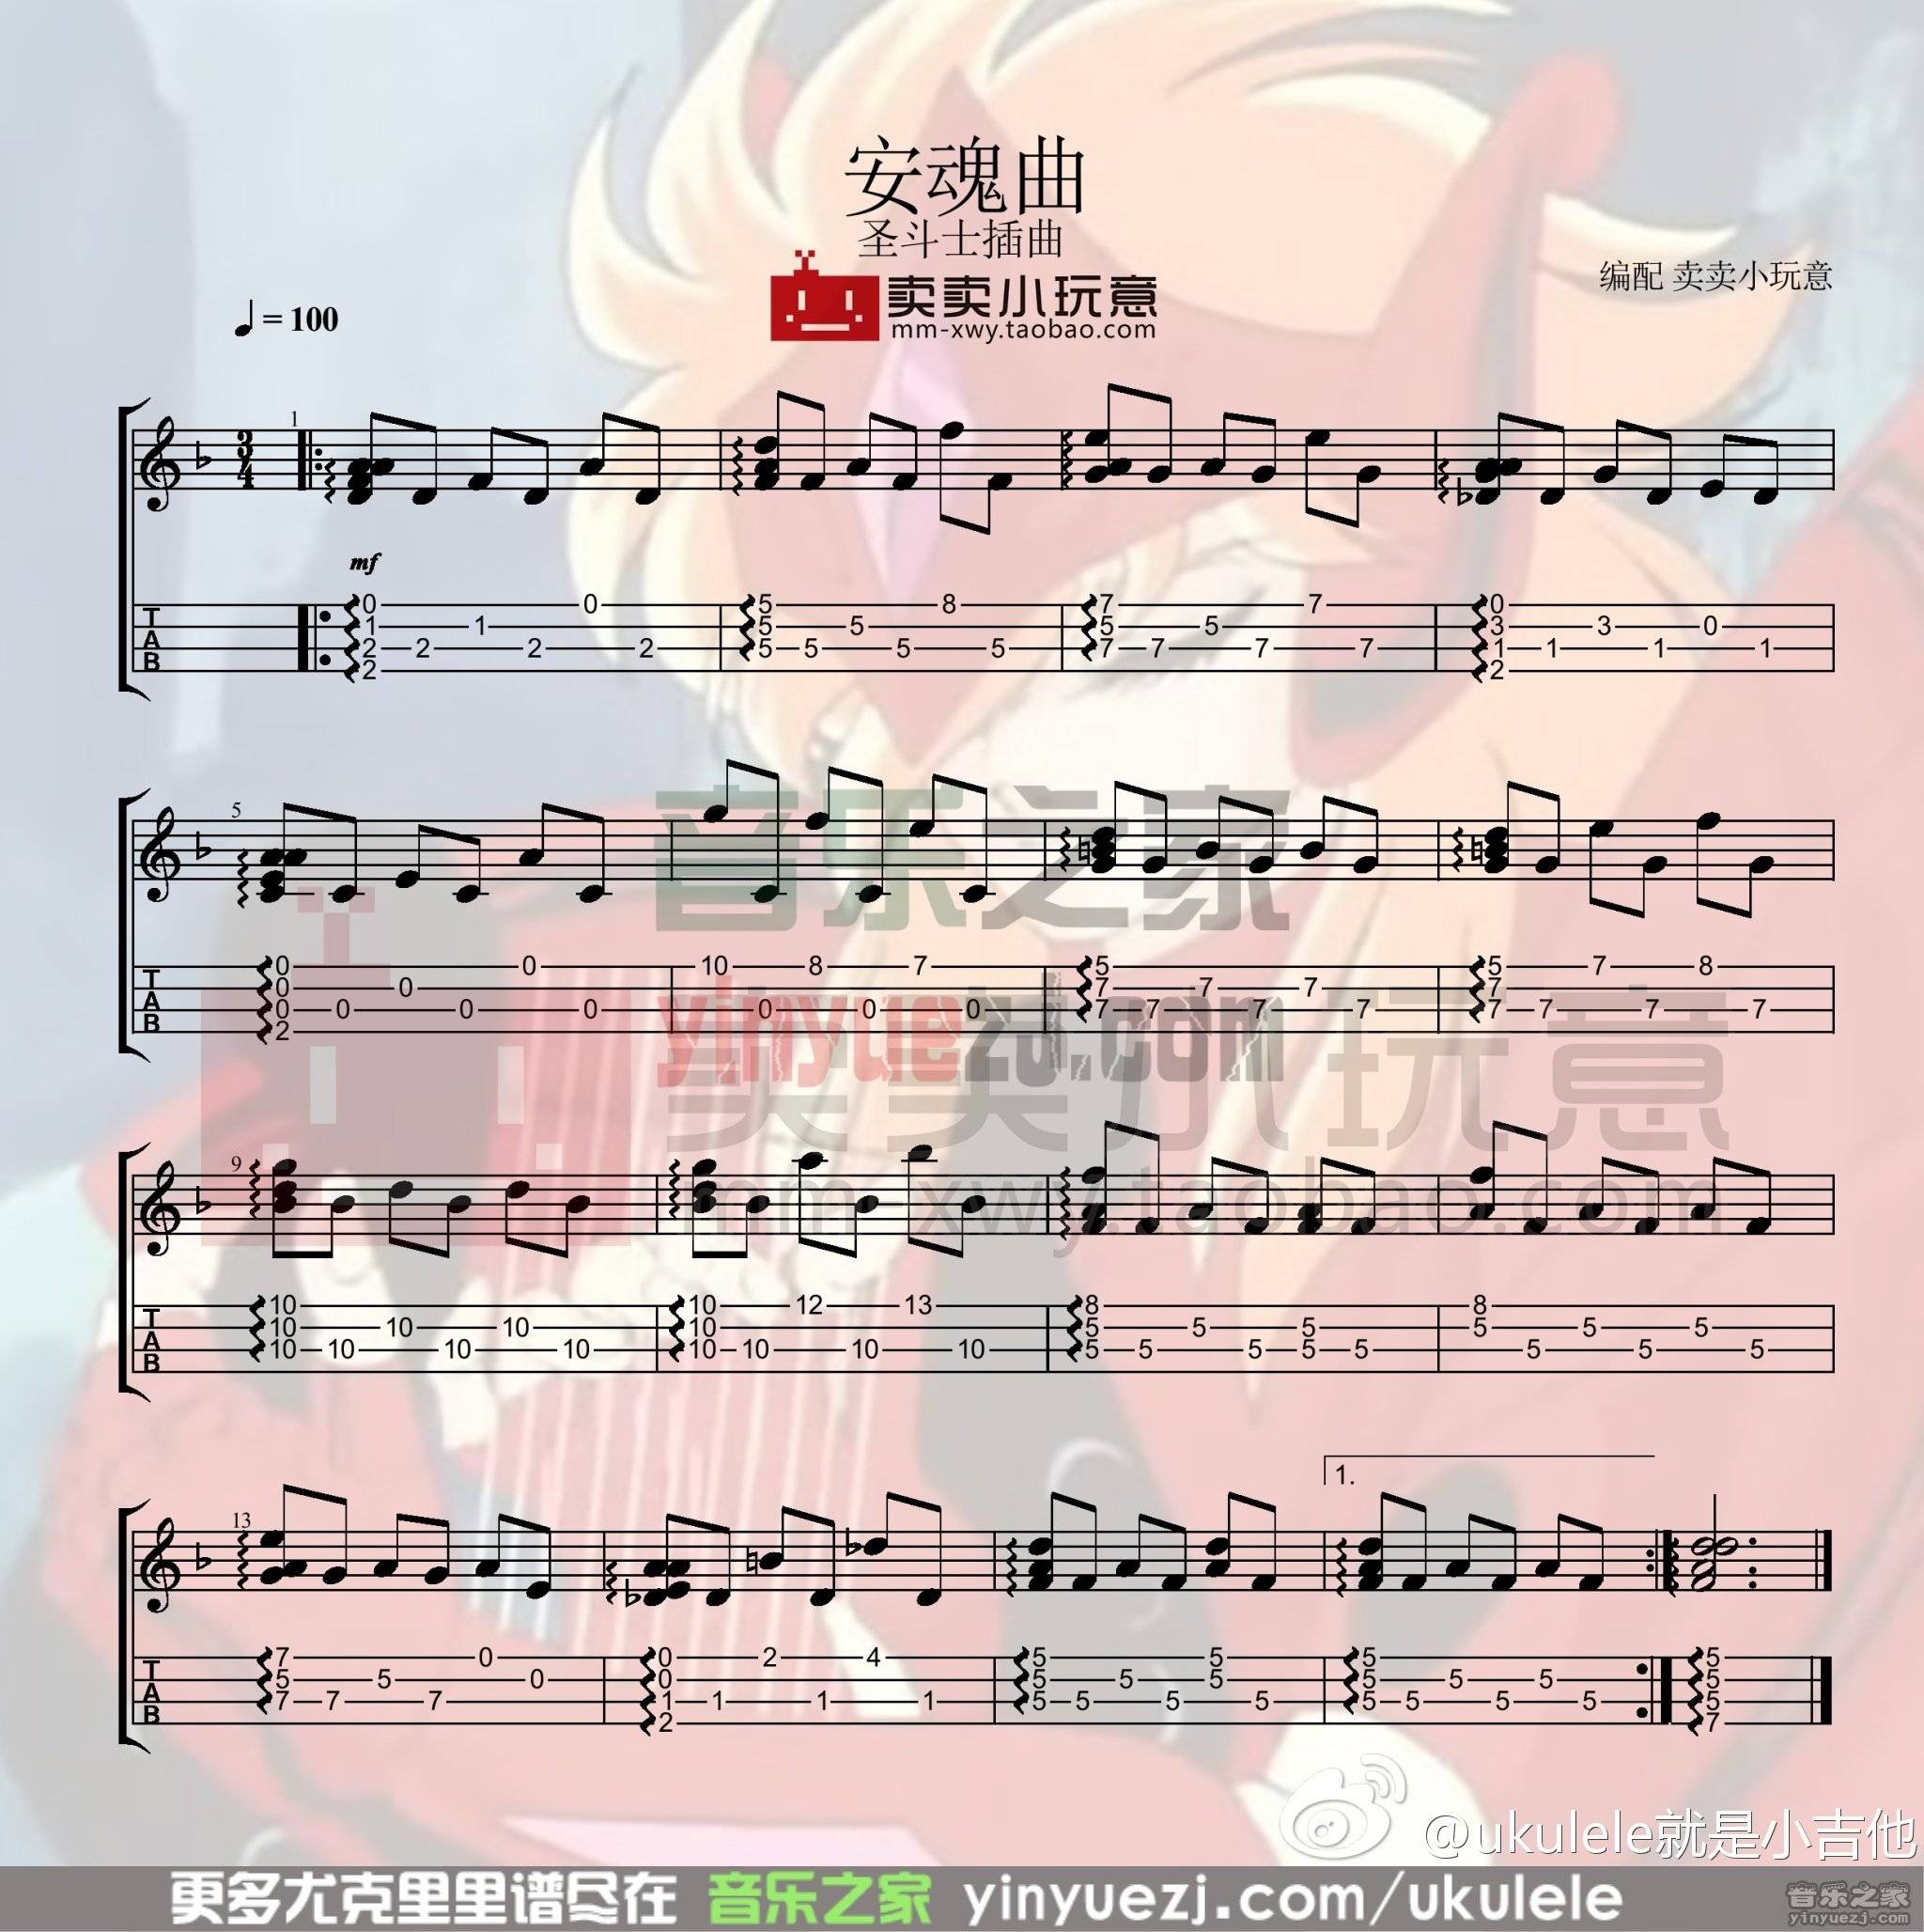 安魂曲
圣斗士插曲
卖卖小玩意
mm-xwy.taobao.com
编配 卖卖小玩意
= 100
3
4
1
mf
T
A
B
0 0
1 1
2 2 2 2
2
5 8
5 5
5 5 5 5
7 7
5 5
7 7 7 7
0
3 3 0
1 1 1 1
2
5
T
A
B
0 0
0 0
0 0 0 0
2
10 8 7
0 0 0
5
7 7 7
7 7 7 7
5 7 8
7
7 7 7 7
音乐之家
yinyuezj.com
卖卖小玩意
mm-xwy.taobao.com
9
T
A
B
10
10 10 10
10 10 10 10
10 12 13
10
10 10 10 10
8
5 5 5
5 5 5 5 5
8
5 5 5
5 5 5
13
T
A
B
7 0
5 5 0
7 7 7
0 2 4
0
1 1 1 1
2
5 5
5 5 5
5 5 5 5
1.
5
5 5 5
5 5 5 5
5
5
5
7
@ukulele就是小吉他
更多尤克里里谱尽在 音乐之家 yinyuezj.com/ukulele
音乐之家
yinyuezj.com